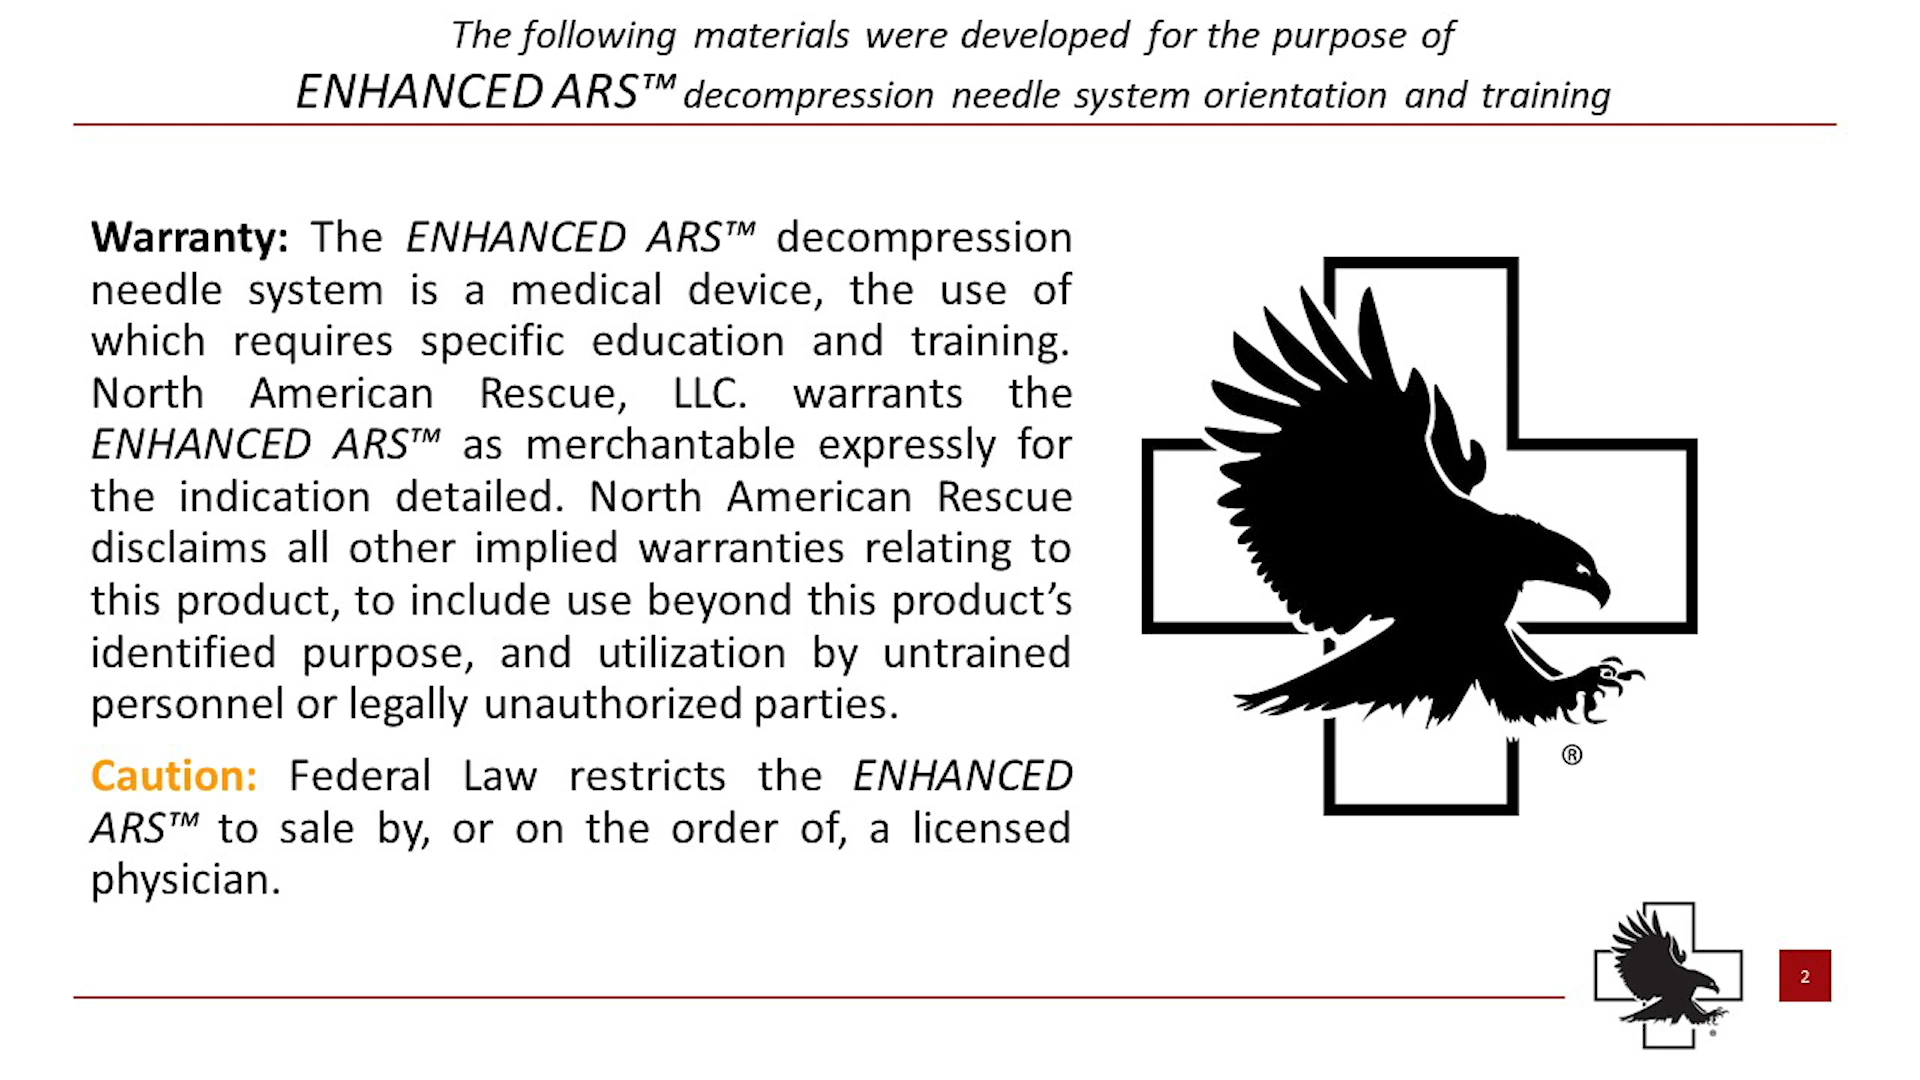 The following materials were developed for the purpose of
ENHANCED ARS™ decompression needle system orientation and training
Warranty: The ENHANCED ARS™ decompression
needle system is a medical device, the use of
which requires specific education and training.
North American Rescue, LLC. warrants the
ENHANCED ARS™ as merchantable expressly for
the indication detailed. North American Rescue
disclaims all other implied warranties relating to
this product, to include use beyond this product’s
identified purpose, and utilization by untrained
personnel or legally unauthorized parties.
Caution: Federal Law restricts the ENHANCED
ARS™ to sale by, or on the order of, a licensed
physician.
®
2